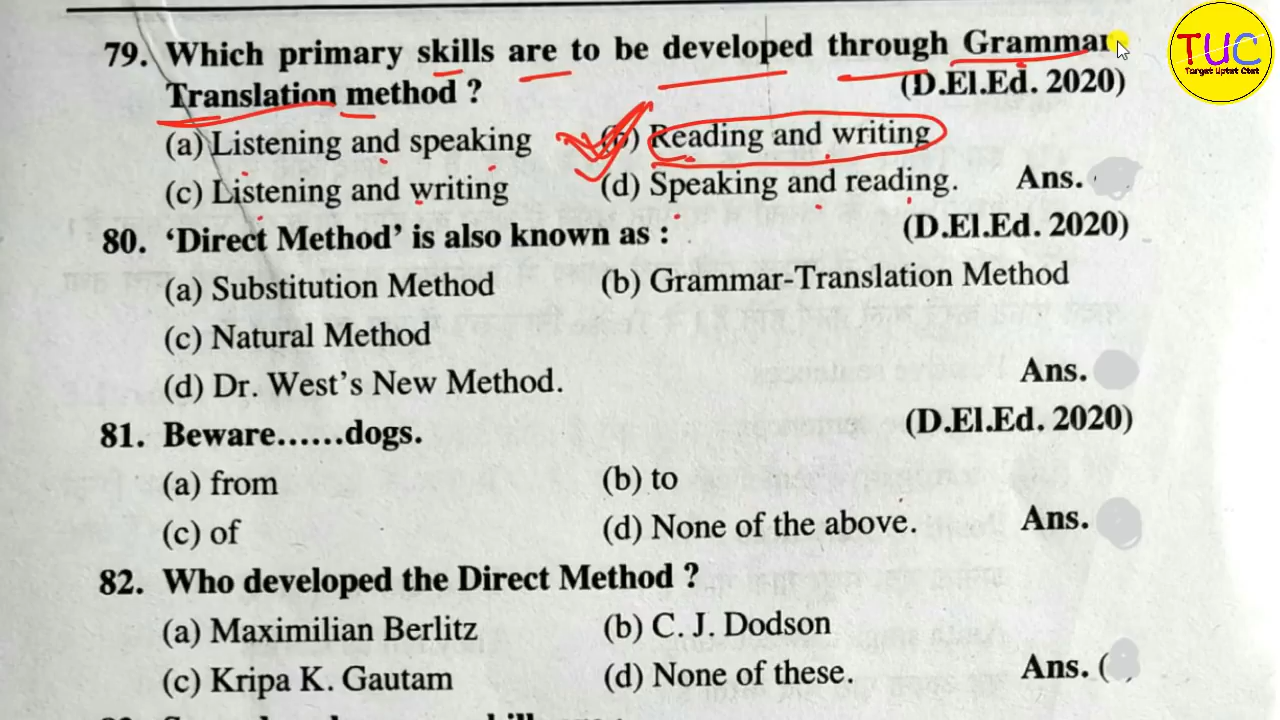 TUC
Target Uptet Ctet
79. Which primary skills are to be developed through Grammar
Translation method ? (D.El.Ed. 2020)
(a) Listening and speaking (b) Reading and writing
(c) Listening and writing (d) Speaking and reading. Ans.
80. ‘Direct Method’ is also known as : (D.El.Ed. 2020)
(a) Substitution Method (b) Grammar-Translation Method
(c) Natural Method
(d) Dr. West’s New Method. Ans.
81. Beware......dogs. (D.El.Ed. 2020)
(a) from (b) to
(c) of (d) None of the above. Ans.
82. Who developed the Direct Method ?
(a) Maximilian Berlitz (b) C. J. Dodson
(c) Kripa K. Gautam (d) None of these. Ans. (